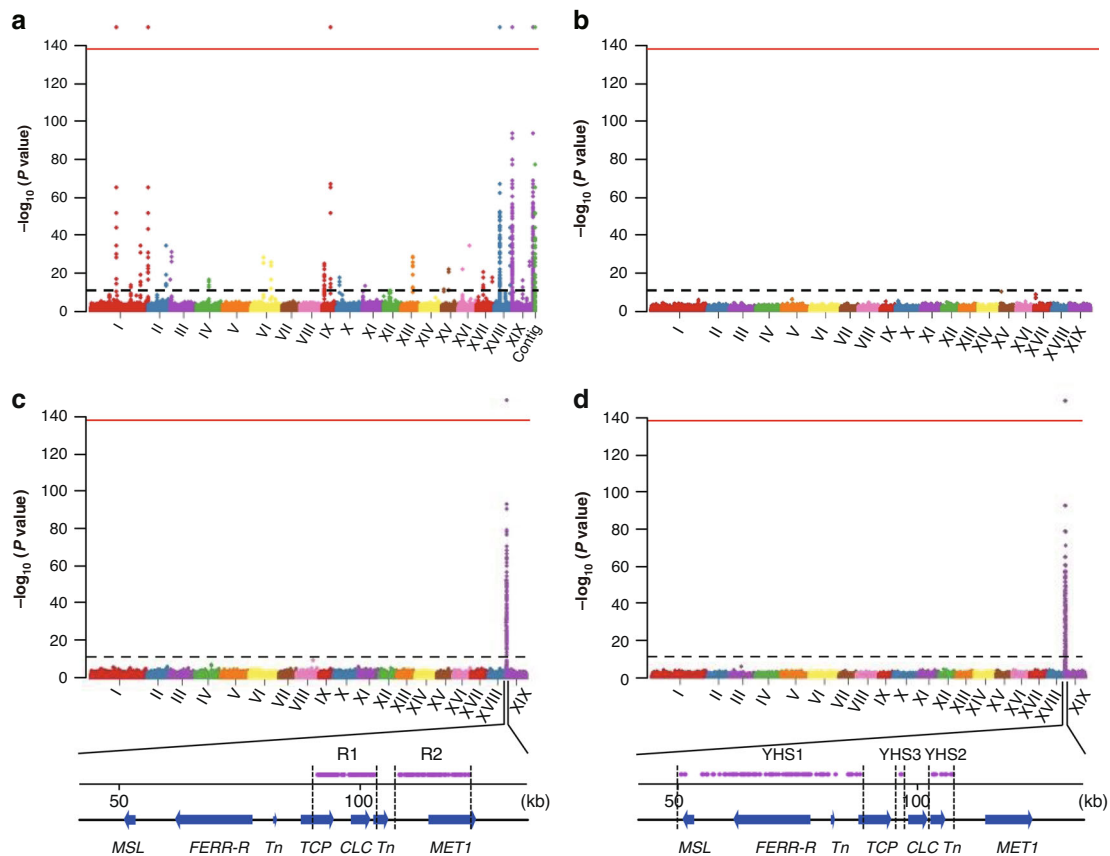 a
−log10 (P value)
140
120
100
80
60
40
20
0
I
II
III
IV
V
VI
VII
VIII
IX
X
XI
XII
XIII
XIV
XV
XVI
XVII
XVIII
XIX
Contig
b
−log10 (P value)
140
120
100
80
60
40
20
0
I
II
III
IV
V
VI
VII
VIII
IX
X
XI
XII
XIII
XIV
XV
XVI
XVII
XVIII
XIX
c
−log10 (P value)
140
120
100
80
60
40
20
0
I
II
III
IV
V
VI
VII
VIII
IX
X
XI
XII
XIII
XIV
XV
XVI
XVII
XVIII
XIX
R1 R2
50 100 (kb)
MSL FERR-R Tn TCP CLC Tn MET1
d
−log10 (P value)
140
120
100
80
60
40
20
0
I
II
III
IV
V
VI
VII
VIII
IX
X
XI
XII
XIII
XIV
XV
XVI
XVII
XVIII
XIX
YHS1 YHS3 YHS2
50 100 (kb)
MSL FERR-R Tn TCP CLC Tn MET1